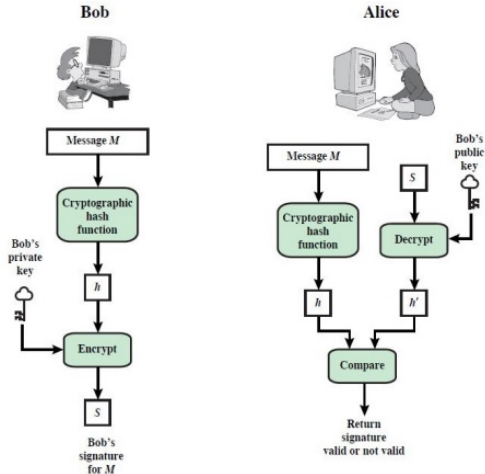 Bob
Message M
Cryptographic
hash
function
Bob's
private
key
h
Encrypt
S
Bob's
signature
for M
Alice
Bob's
public
key
Message M
S
Cryptographic
hash
function
Decrypt
h
h'
Compare
Return
signature
valid or not valid